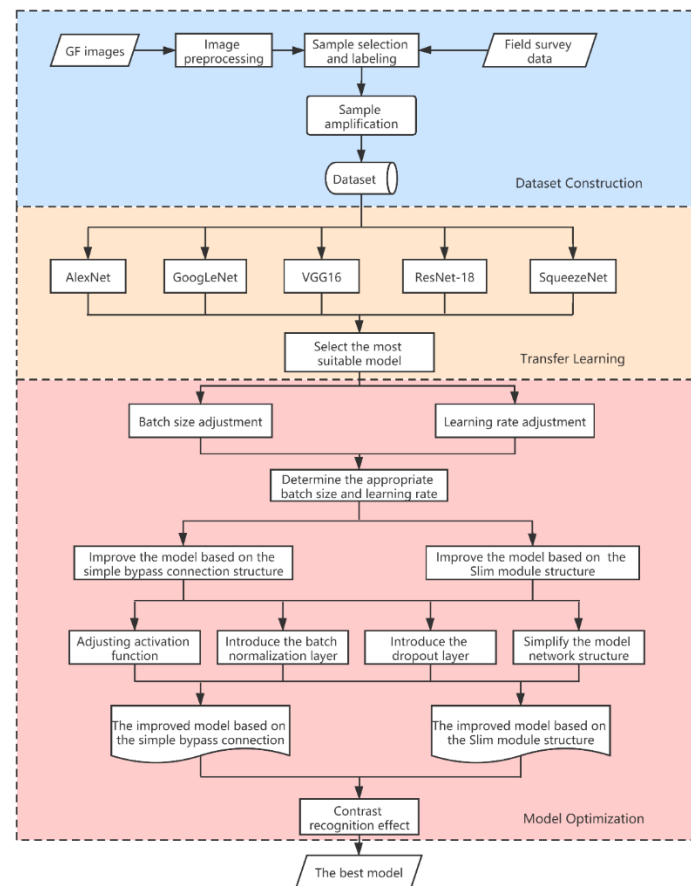 GF images
Image
preprocessing
Sample selection
and labeling
Field survey
data
Sample
amplification
Dataset
Dataset Construction
AlexNet
GoogLeNet
VGG16
ResNet-18
SqueezeNet
Select the most
suitable model
Transfer Learning
Batch size adjustment
Learning rate adjustment
Determine the appropriate
batch size and learning rate
Improve the model based on the
simple bypass connection structure
Improve the model based on the
Slim module structure
Adjusting activation
function
Introduce the batch
normalization layer
Introduce the
dropout layer
Simplify the model
network structure
The improved model based on
the simple bypass connection
The improved model based on
the Slim module structure
Contrast
recognition effect
Model Optimization
The best model